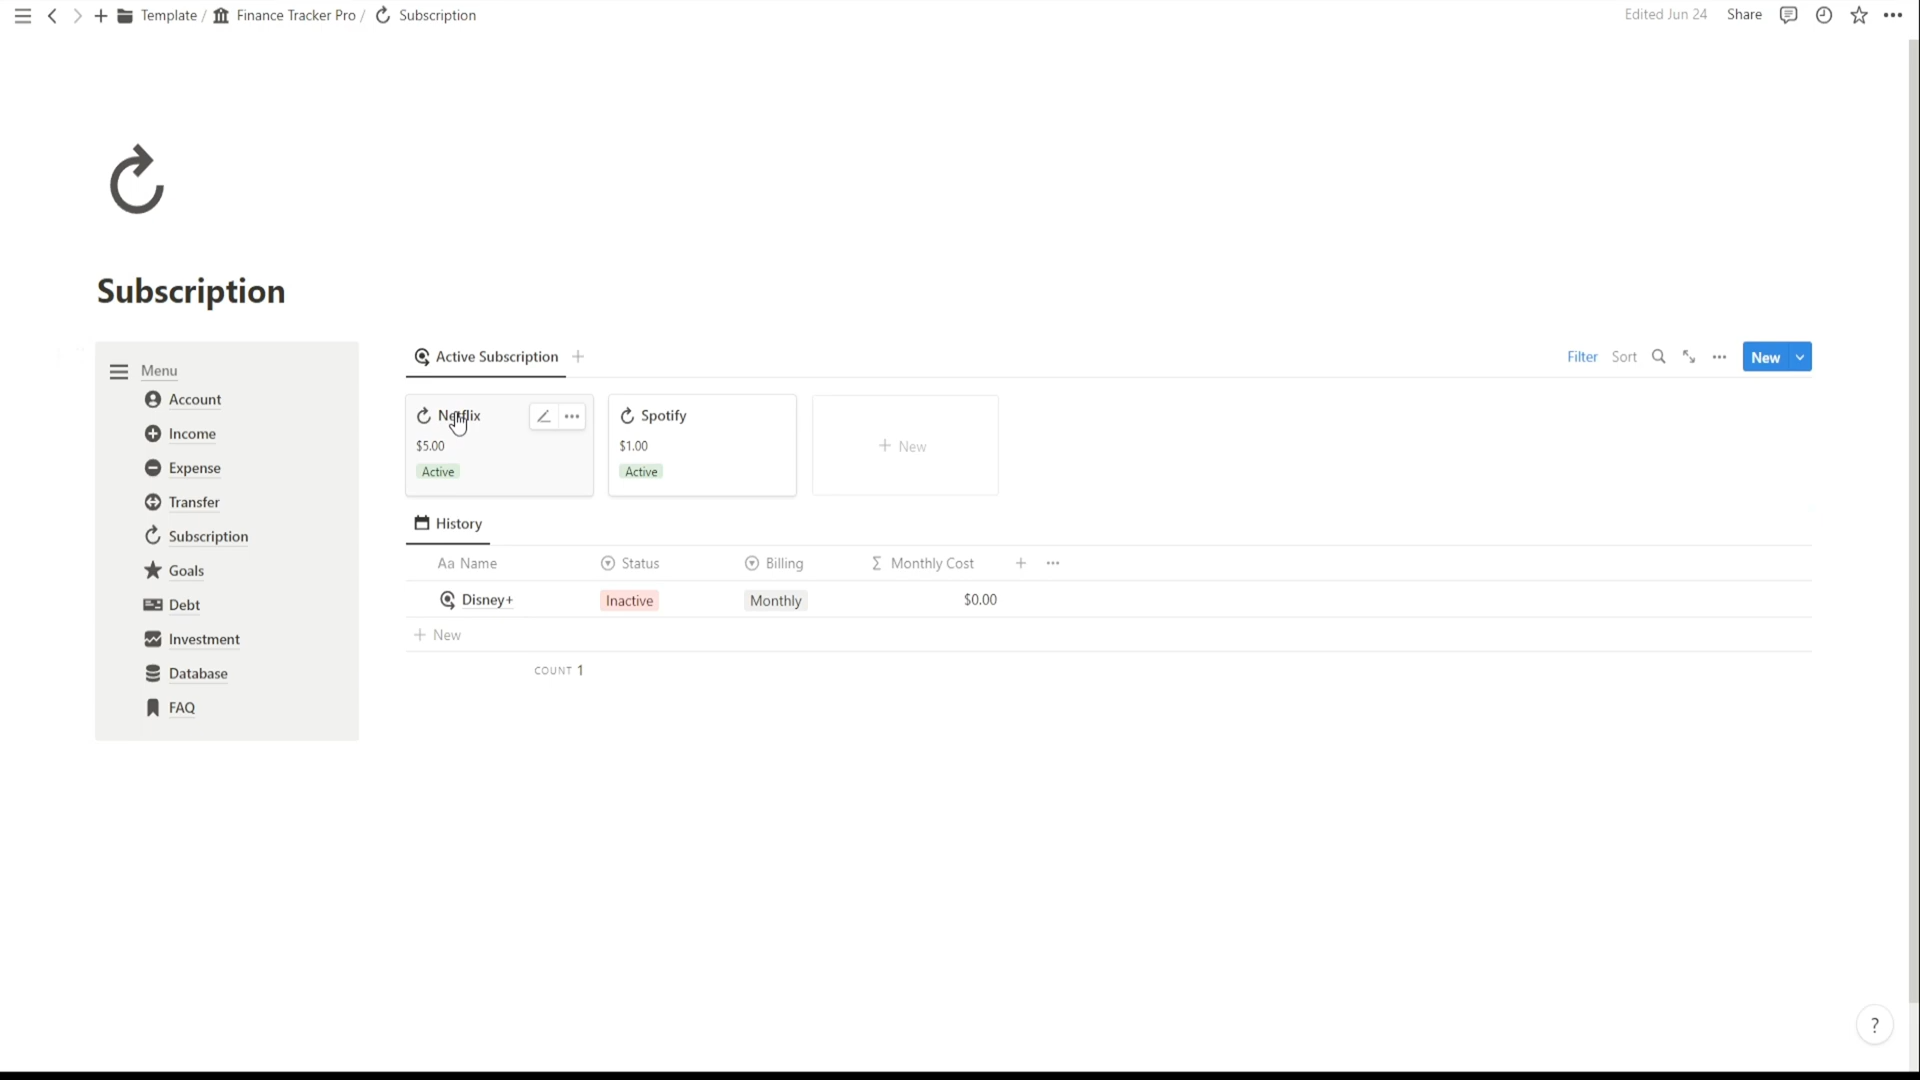 Template / Finance Tracker Pro / Subscription
Edited Jun 24 Share
Subscription
Menu
Account
Income
Expense
Transfer
Subscription
Goals
Debt
Investment
Database
FAQ
Active Subscription
Filter Sort New
Netflix
$5.00
Active
Spotify
$1.00
Active
+ New
History
Aa Name Status Billing Σ Monthly Cost + ...
Disney+ Inactive Monthly $0.00
+ New
COUNT 1
?